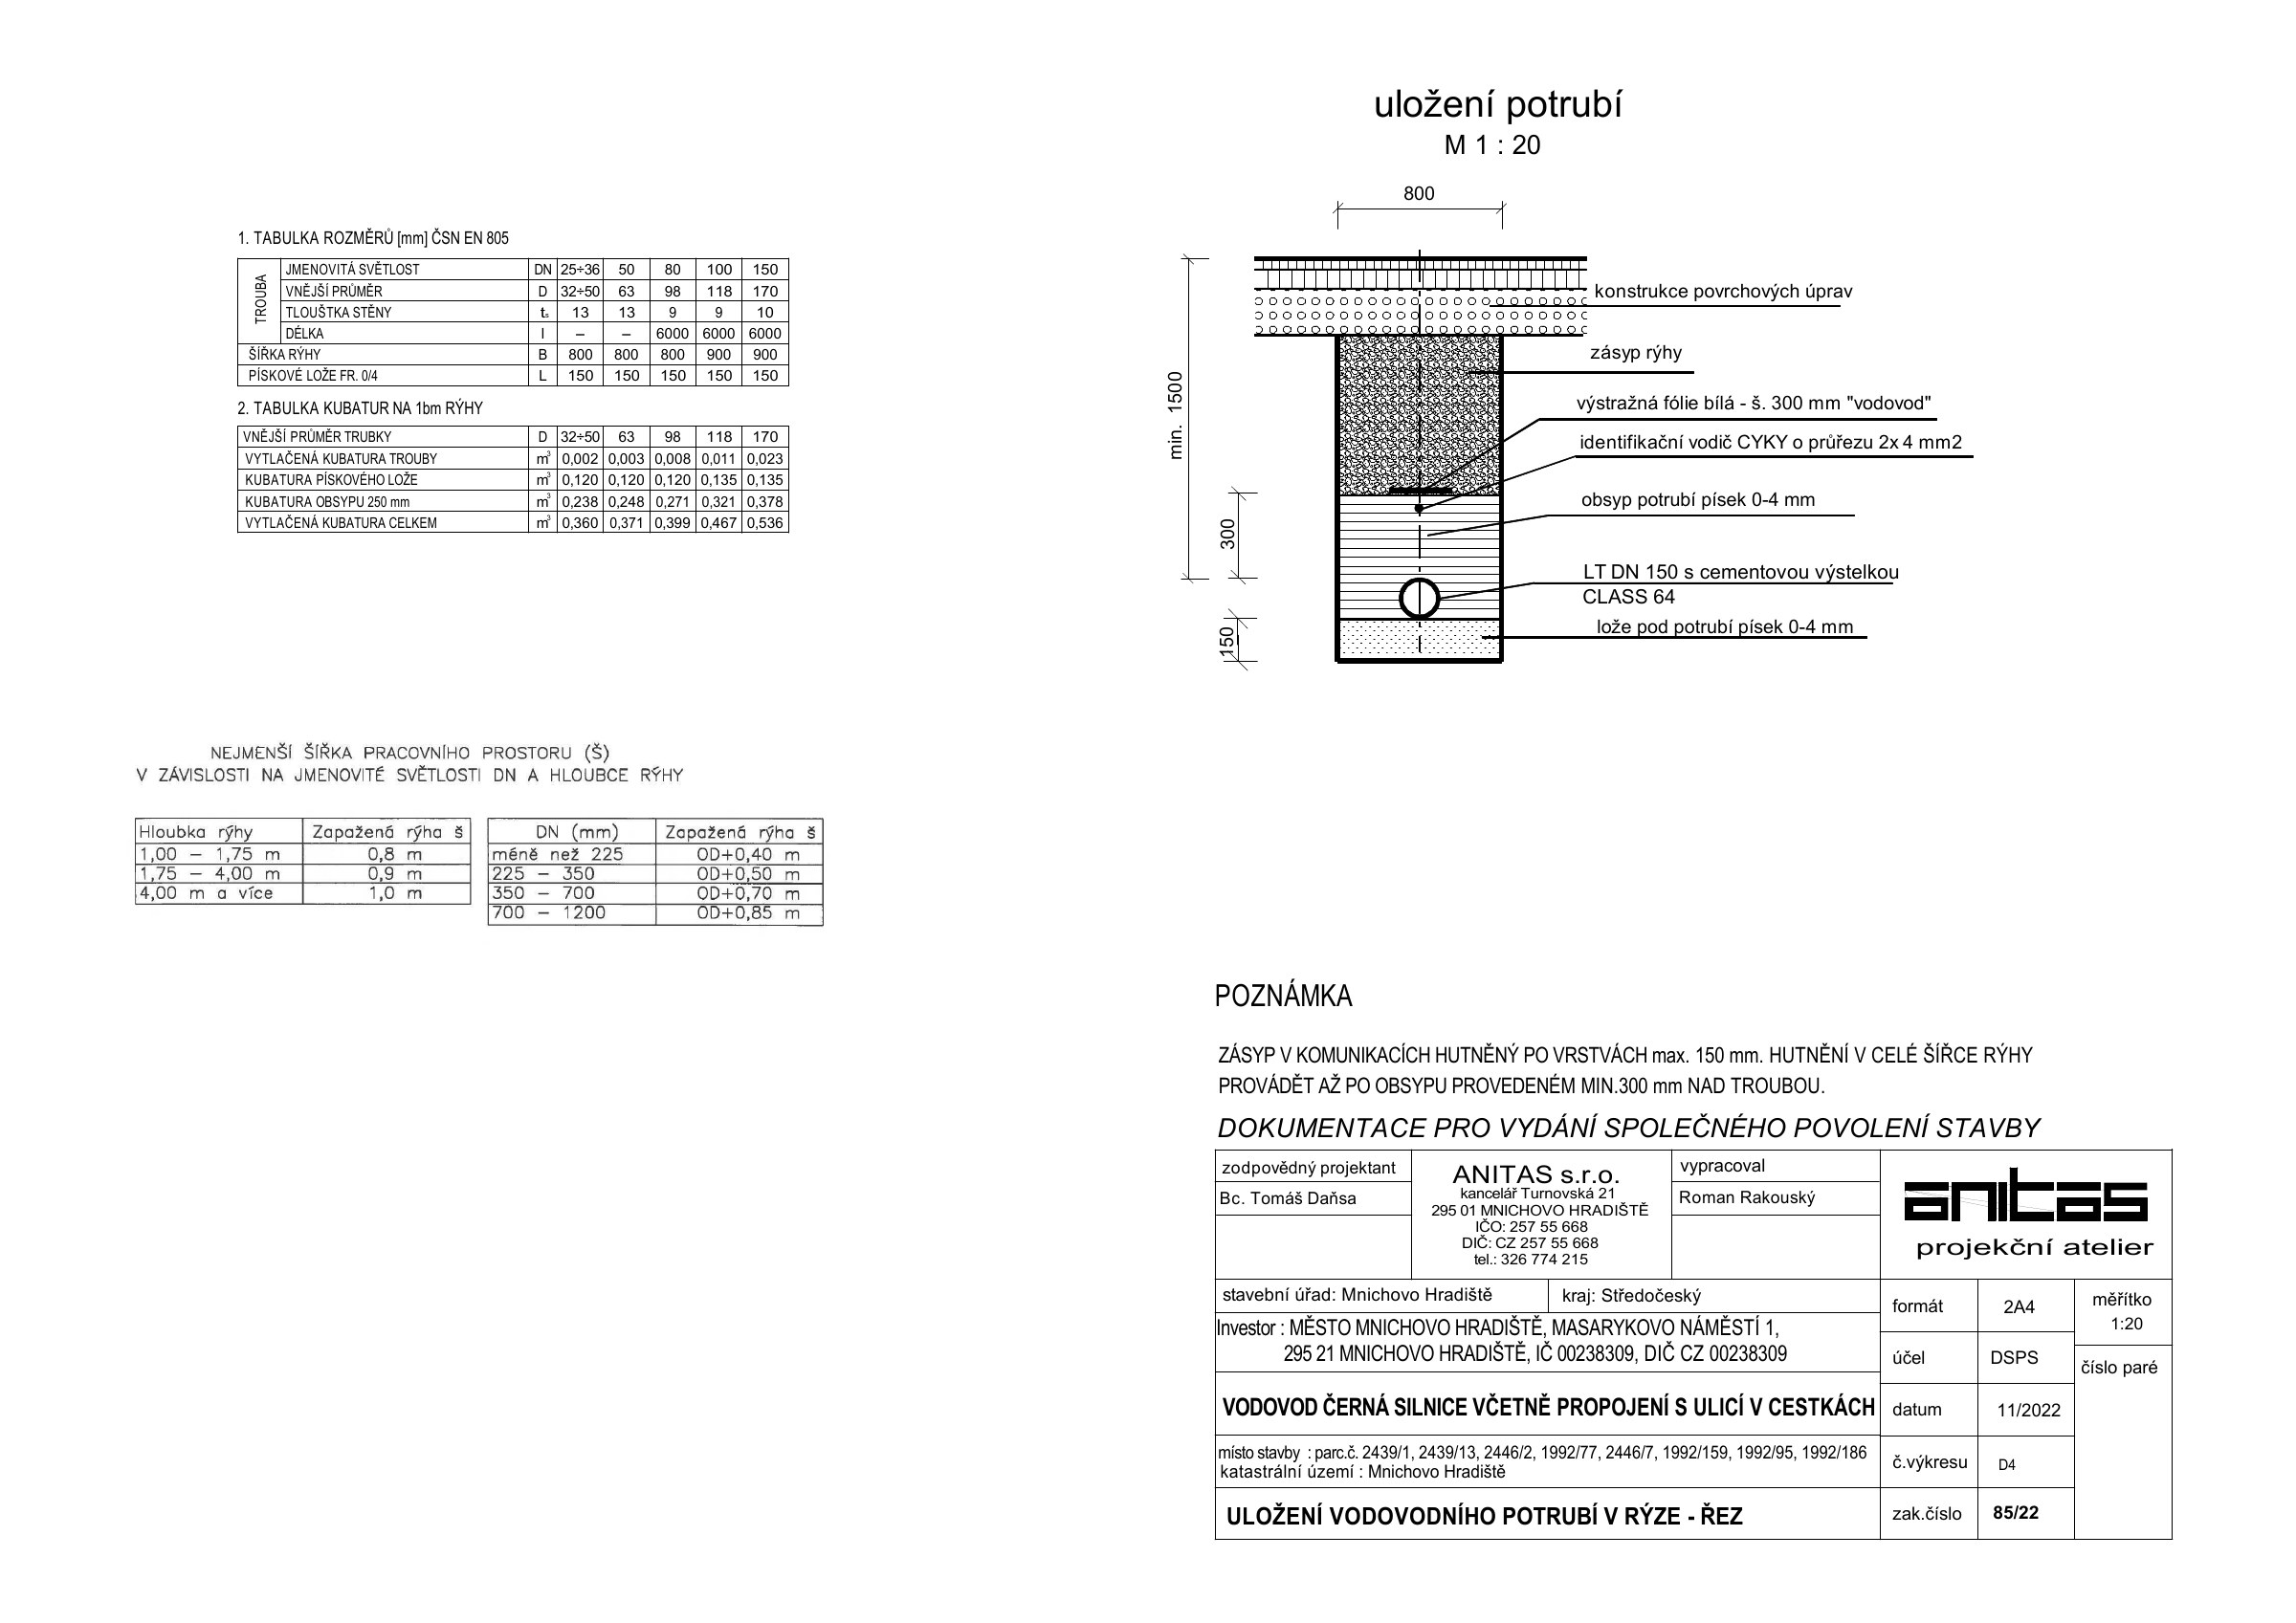 uložení potrubí
M 1 : 20
800
1. TABULKA ROZMĚRŮ [mm] ČSN EN 805
TROUBA
JMENOVITÁ SVĚTLOST DN 25÷36 50 80 100 150
VNĚJŠÍ PRŮMĚR D 32÷50 63 98 118 170
TLOUŠTKA STĚNY ts 13 13 9 9 10
DÉLKA l – – 6000 6000 6000
ŠÍŘKA RÝHY B 800 800 800 900 900
PÍSKOVÉ LOŽE FR. 0/4 L 150 150 150 150 150
2. TABULKA KUBATUR NA 1bm RÝHY
VNĚJŠÍ PRŮMĚR TRUBKY D 32÷50 63 98 118 170
VYTLAČENÁ KUBATURA TROUBY m³ 0,002 0,003 0,008 0,011 0,023
KUBATURA PÍSKOVÉHO LOŽE m³ 0,120 0,120 0,120 0,135 0,135
KUBATURA OBSYPU 250 mm m³ 0,238 0,248 0,271 0,321 0,378
VYTLAČENÁ KUBATURA CELKEM m³ 0,360 0,371 0,399 0,467 0,536
min. 1500
300
150
konstrukce povrchových úprav
zásyp rýhy
výstražná fólie bílá - š. 300 mm "vodovod"
identifikační vodič CYKY o průřezu 2x 4 mm2
obsyp potrubí písek 0-4 mm
LT DN 150 s cementovou výstelkou
CLASS 64
lože pod potrubí písek 0-4 mm
NEJMENŠÍ ŠÍŘKA PRACOVNÍHO PROSTORU (Š)
V ZÁVISLOSTI NA JMENOVITÉ SVĚTLOSTI DN A HLOUBCE RÝHY
Hloubka rýhy Zapažená rýha š
1,00 – 1,75 m 0,8 m
1,75 – 4,00 m 0,9 m
4,00 m a více 1,0 m
DN (mm) Zapažená rýha š
méně než 225 OD+0,40 m
225 – 350 OD+0,50 m
350 – 700 OD+0,70 m
700 – 1200 OD+0,85 m
POZNÁMKA
ZÁSYP V KOMUNIKACÍCH HUTNĚNÝ PO VRSTVÁCH max. 150 mm. HUTNĚNÍ V CELÉ ŠÍŘCE RÝHY
PROVÁDĚT AŽ PO OBSYPU PROVEDENÉM MIN.300 mm NAD TROUBOU.
DOKUMENTACE PRO VYDÁNÍ SPOLEČNÉHO POVOLENÍ STAVBY
zodpovědný projektant
Bc. Tomáš Daňsa
ANITAS s.r.o.
kancelář Turnovská 21
295 01 MNICHOVO HRADIŠTĚ
IČO: 257 55 668
DIČ: CZ 257 55 668
tel.: 326 774 215
vypracoval
Roman Rakouský
anitas
projekční atelier
stavební úřad: Mnichovo Hradiště
kraj: Středočeský
Investor : MĚSTO MNICHOVO HRADIŠTĚ, MASARYKOVO NÁMĚSTÍ 1,
295 21 MNICHOVO HRADIŠTĚ, IČ 00238309, DIČ CZ 00238309
VODOVOD ČERNÁ SILNICE VČETNĚ PROPOJENÍ S ULICÍ V CESTKÁCH
místo stavby : parc.č. 2439/1, 2439/13, 2446/2, 1992/77, 2446/7, 1992/159, 1992/95, 1992/186
katastrální území : Mnichovo Hradiště
ULOŽENÍ VODOVODNÍHO POTRUBÍ V RÝZE - ŘEZ
formát 2A4
měřítko
1:20
účel DSPS
číslo paré
datum 11/2022
č.výkresu D4
zak.číslo 85/22